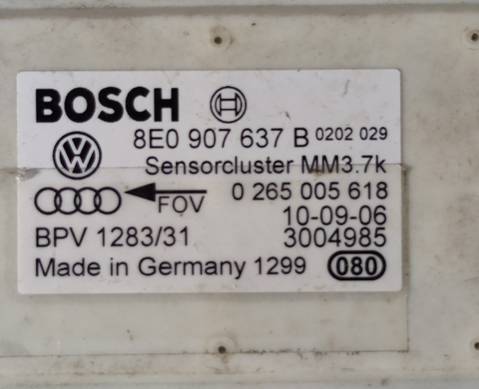 BOSCH
8E0 907 637 B 0202 029
Sensorcluster MM3.7k
FOV 0 265 005 618
10-09-06
BPV 1283/31 3004985
Made in Germany 1299 080